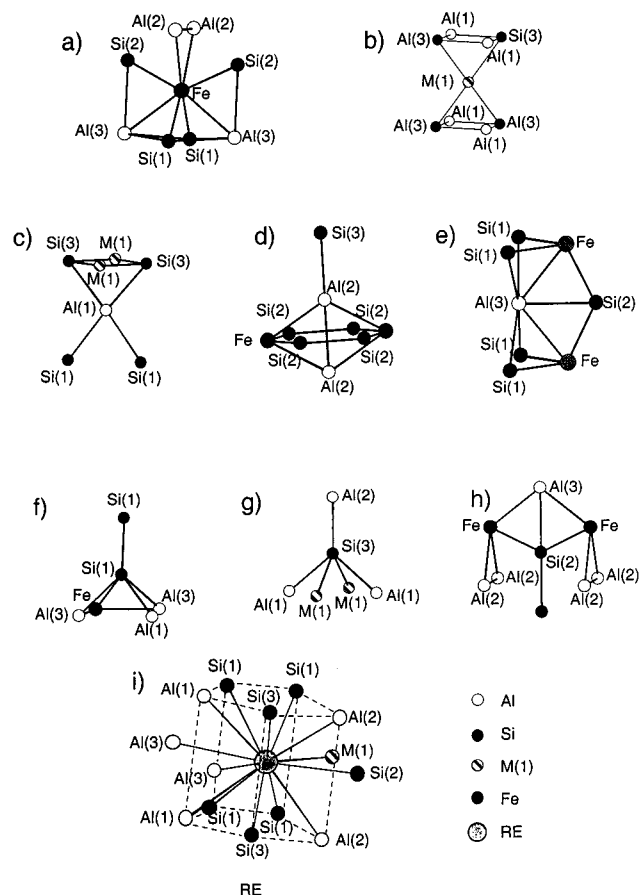 a)
Al(2) Al(2)
Si(2)
Si(2)
Fe
Al(3)
Al(3)
Si(1) Si(1)
b)
Al(1)
Al(3)
Si(3)
Al(1)
M(1)
Al(1)
Al(3)
Al(3)
Al(1)
c)
M(1)
Si(3)
Si(3)
M(1)
Al(1)
Si(1)
Si(1)
d)
Si(3)
Al(2)
Si(2)
Si(2)
Fe
Si(2)
Si(2)
Al(2)
e)
Si(1)
Fe
Si(1)
Al(3)
Si(2)
Si(1)
Fe
Si(1)
f)
Si(1)
Si(1)
Fe
Al(3)
Al(3)
Al(1)
g)
Al(2)
Si(3)
Al(1)
Al(1)
M(1)
M(1)
h)
Al(3)
Fe
Fe
Si(2)
Al(2)
Al(2)
Al(2)
Al(2)
i)
Si(1)
Si(1)
Al(1)
Si(3)
Al(2)
Al(3)
M(1)
Al(3)
Si(2)
Al(1)
Si(1)
Si(1)
Al(2)
Si(3)
RE
Al
Si
M(1)
Fe
RE